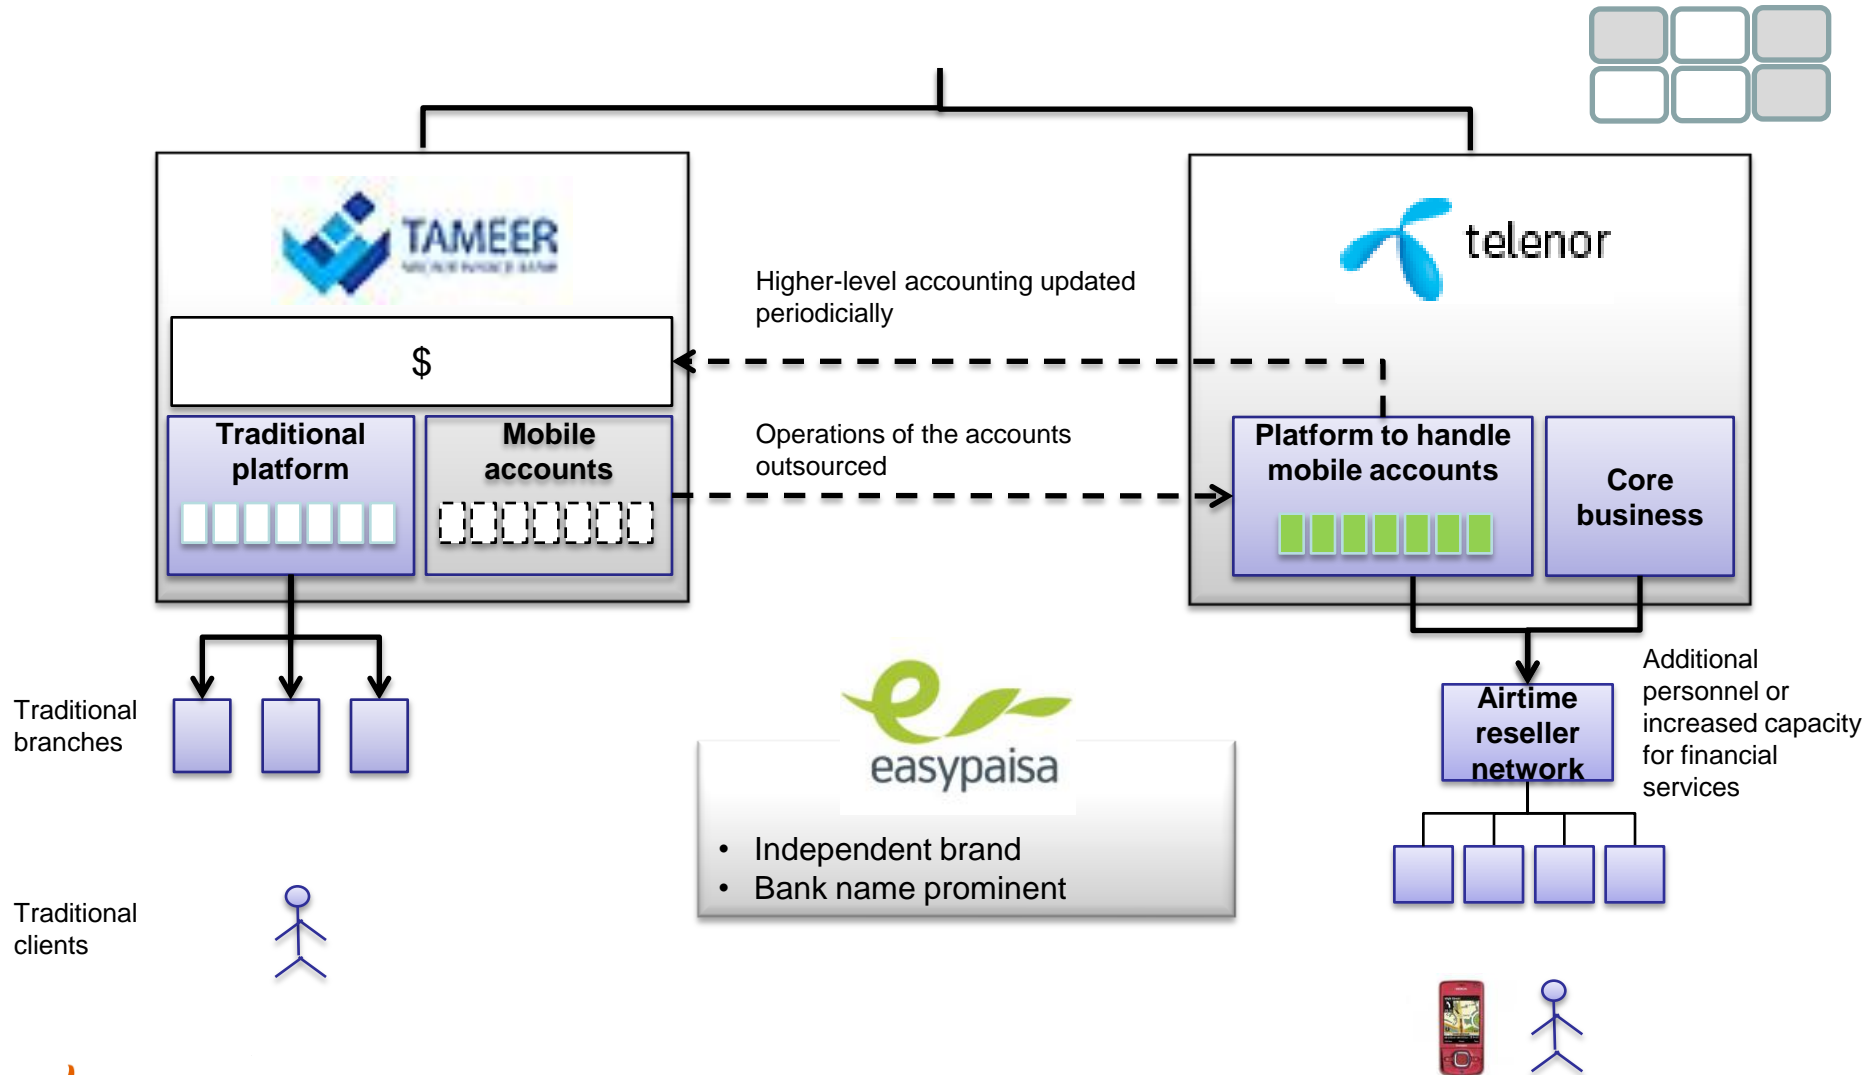 TAMEER
telenor
Higher-level accounting updated
periodicially
$
Traditional
platform
Mobile
accounts
Operations of the accounts
outsourced
Platform to handle
mobile accounts
Core
business
Traditional
branches
easypaisa
• Independent brand
• Bank name prominent
Airtime
reseller
network
Additional
personnel or
increased capacity
for financial
services
Traditional
clients